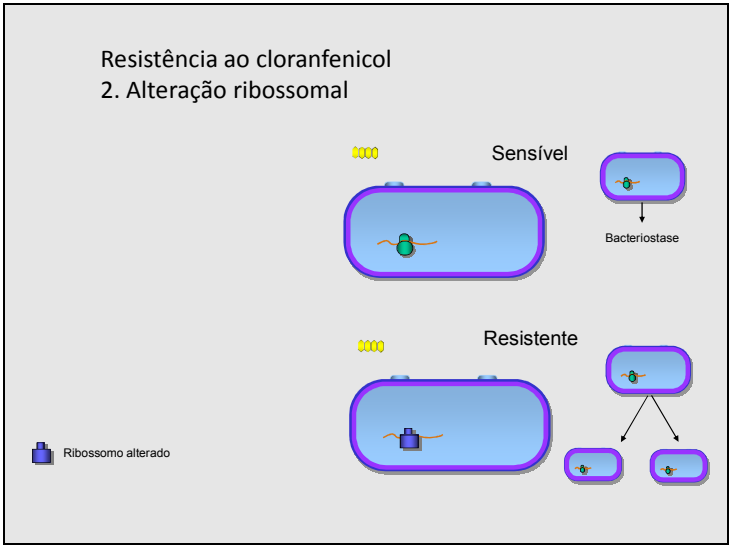 Resistência ao cloranfenicol
2. Alteração ribossomal
Sensível
Bacteriostase
Resistente
Ribossomo alterado